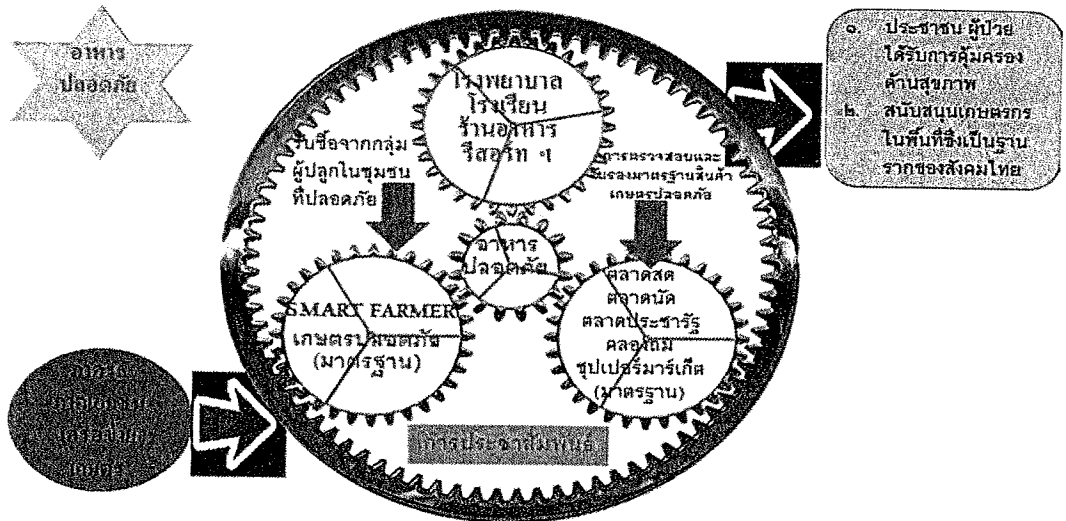 อาหาร
ปลอดภัย
โรงพยาบาล
โรงเรียน
ร้านอาหาร
รีสอร์ท ฯ
รับซื้อจากกลุ่ม
ผู้ปลูกในชุมชน
ที่ปลอดภัย
การตรวจสอบและ
รับรองมาตรฐานสินค้า
เกษตรปลอดภัย
อาหาร
ปลอดภัย
SMART FARMER
เกษตรปลอดภัย
(มาตรฐาน)
ตลาดสด
ตลาดนัด
ตลาดประชารัฐ
คลองถม
ซุปเปอร์มาร์เก็ต
(มาตรฐาน)
การประชาสัมพันธ์
๑. ประชาชน ผู้ป่วย
ได้รับการคุ้มครอง
ด้านสุขภาพ
๒. สนับสนุนเกษตรกร
ในพื้นที่ซึ่งเป็นฐาน
รากของสังคมไทย